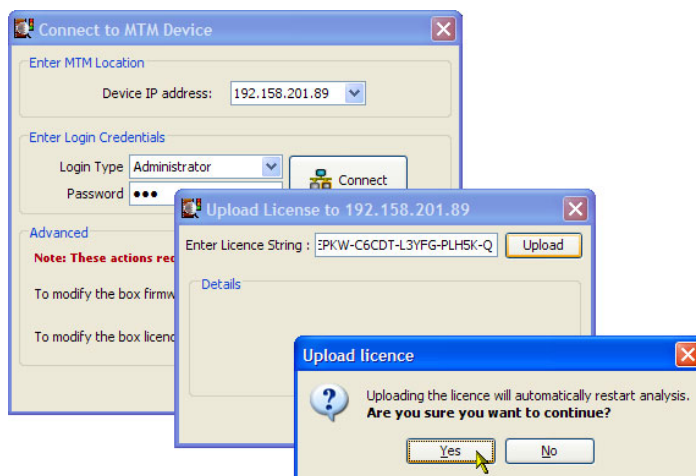 Connect to MTM Device
Enter MTM Location
Device IP address: 192.158.201.89
Enter Login Credentials
Login Type Administrator
Connect
Password •••
Advanced
Note: These actions
To modify the box
To modify the box
Upload License to 192.158.201.89
Enter Licence String : EPKW-C6CDT-L3YFG-PLH5K-Q Upload
Details
Upload licence
Uploading the licence will automatically restart analysis.
Are you sure you want to continue?
Yes No